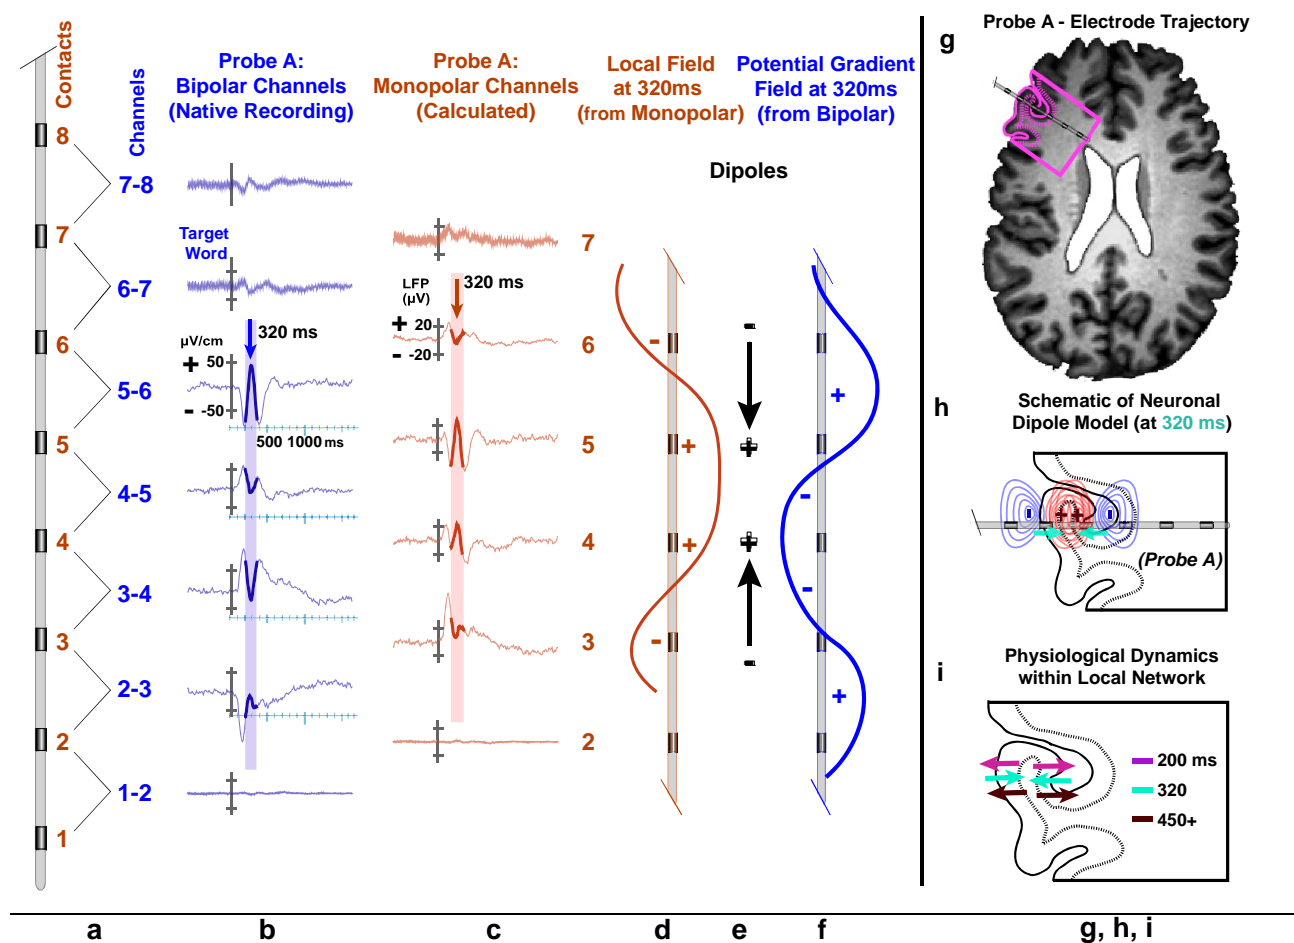 Contacts
8
7
6
5
4
3
2
1
Channels
7-8
6-7
5-6
4-5
3-4
2-3
1-2
Probe A:
Bipolar Channels
(Native Recording)
Target
Word
320 ms
µV/cm
+ 50
- -50
500 1000 ms
Probe A:
Monopolar Channels
(Calculated)
LFP
(µV)
320 ms
+ 20
- -20
7
6
5
4
3
2
Local Field
at 320ms
(from Monopolar)
-
+
+
-
Dipoles
-
+
+
-
Potential Gradient
Field at 320ms
(from Bipolar)
+
-
-
+
g
Probe A - Electrode Trajectory
h
Schematic of Neuronal
Dipole Model (at 320 ms)
- + + -
(Probe A)
i
Physiological Dynamics
within Local Network
200 ms
320
450+
a b c d e f g, h, i